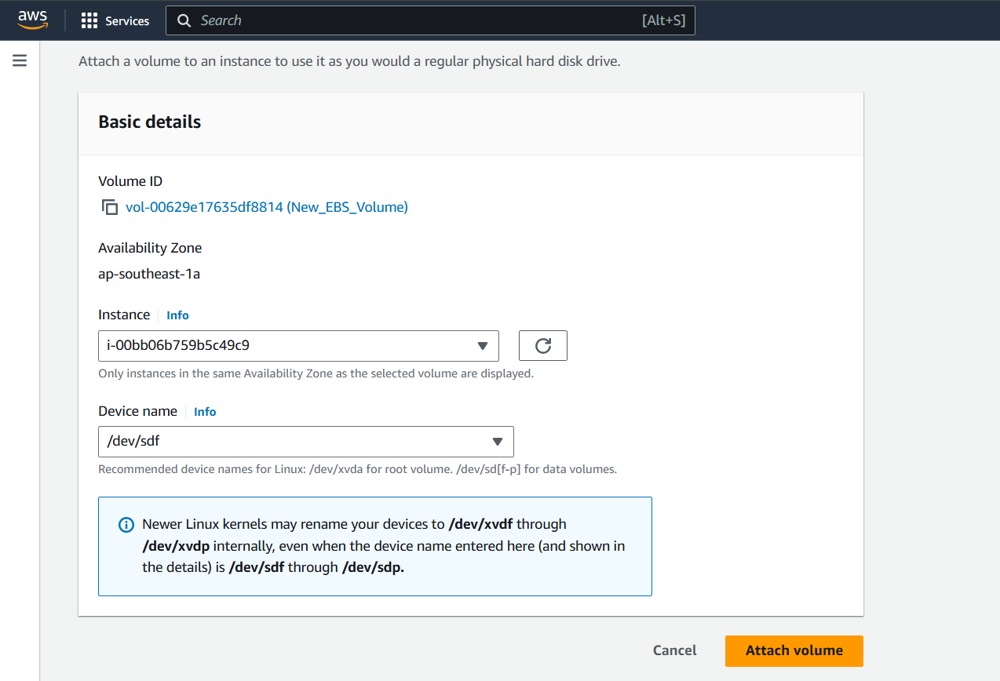 aws
Services
Search
[Alt+S]
Attach a volume to an instance to use it as you would a regular physical hard disk drive.
Basic details
Volume ID
vol-00629e17635df8814 (New_EBS_Volume)
Availability Zone
ap-southeast-1a
Instance
Info
i-00bb06b759b5c49c9
Only instances in the same Availability Zone as the selected volume are displayed.
Device name
Info
/dev/sdf
Recommended device names for Linux: /dev/xvda for root volume. /dev/sd[f-p] for data volumes.
Newer Linux kernels may rename your devices to /dev/xvdf through
/dev/xvdp internally, even when the device name entered here (and shown in
the details) is /dev/sdf through /dev/sdp.
Cancel
Attach volume